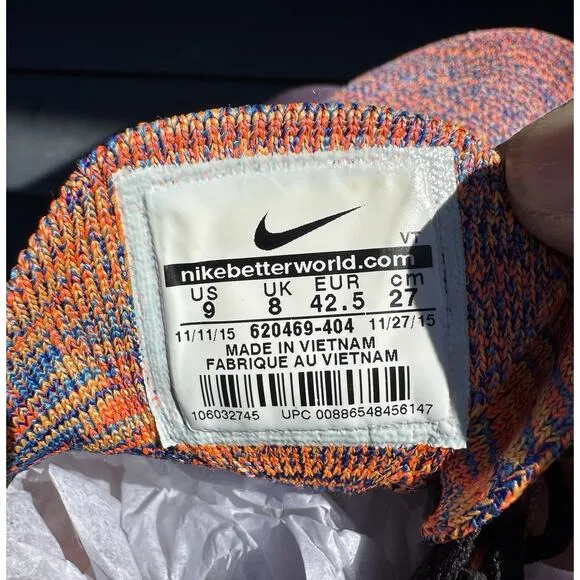 VT
nikebetterworld.com
US UK EUR cm
9 8 42.5 27
11/11/15 620469-404 11/27/15
MADE IN VIETNAM
FABRIQUE AU VIETNAM
106032745 UPC 00886548456147